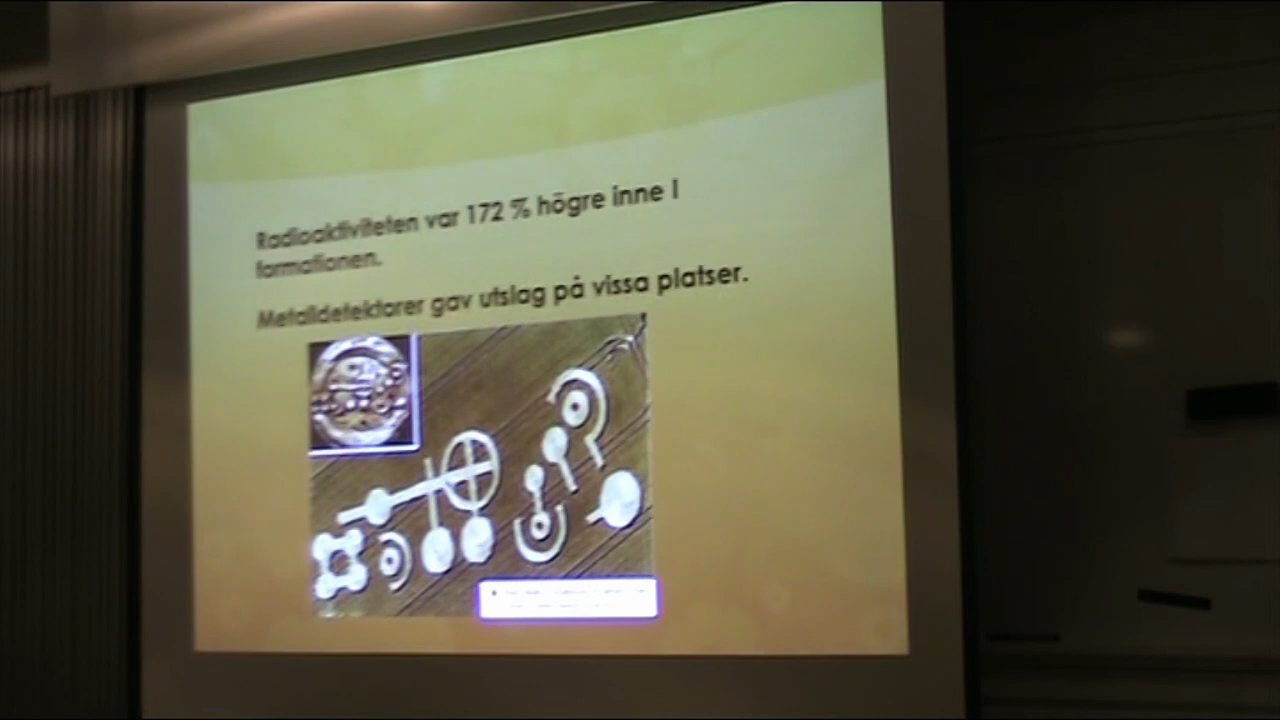 Radioaktiviteten var 172 % högre inne I
formationen.
Metalldetektorer gav utslag på vissa platser.